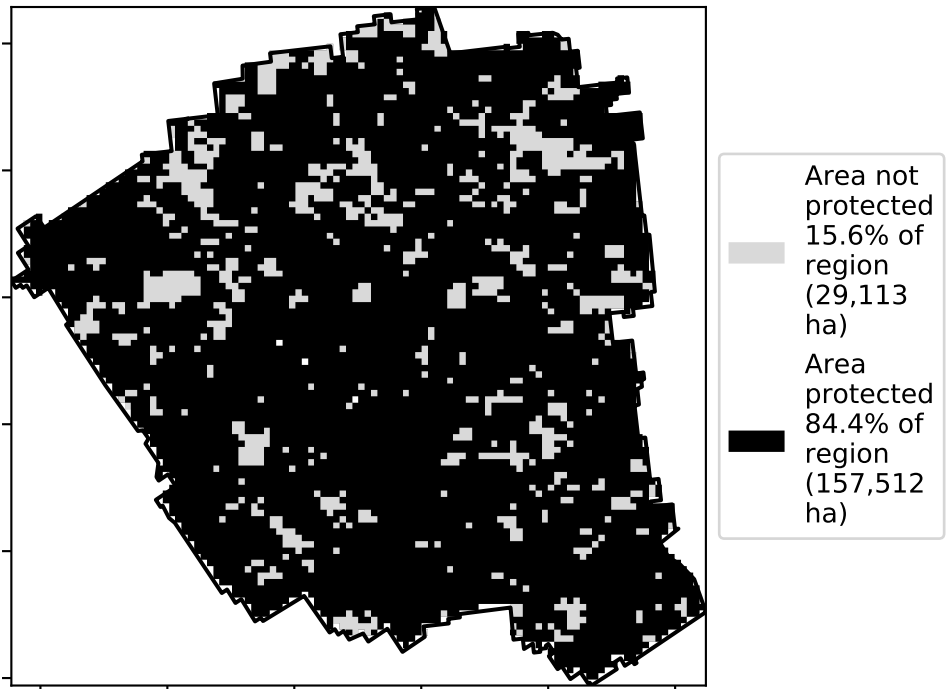 Area not
protected
15.6% of
region
(29,113
ha)
Area
protected
84.4% of
region
(157,512
ha)